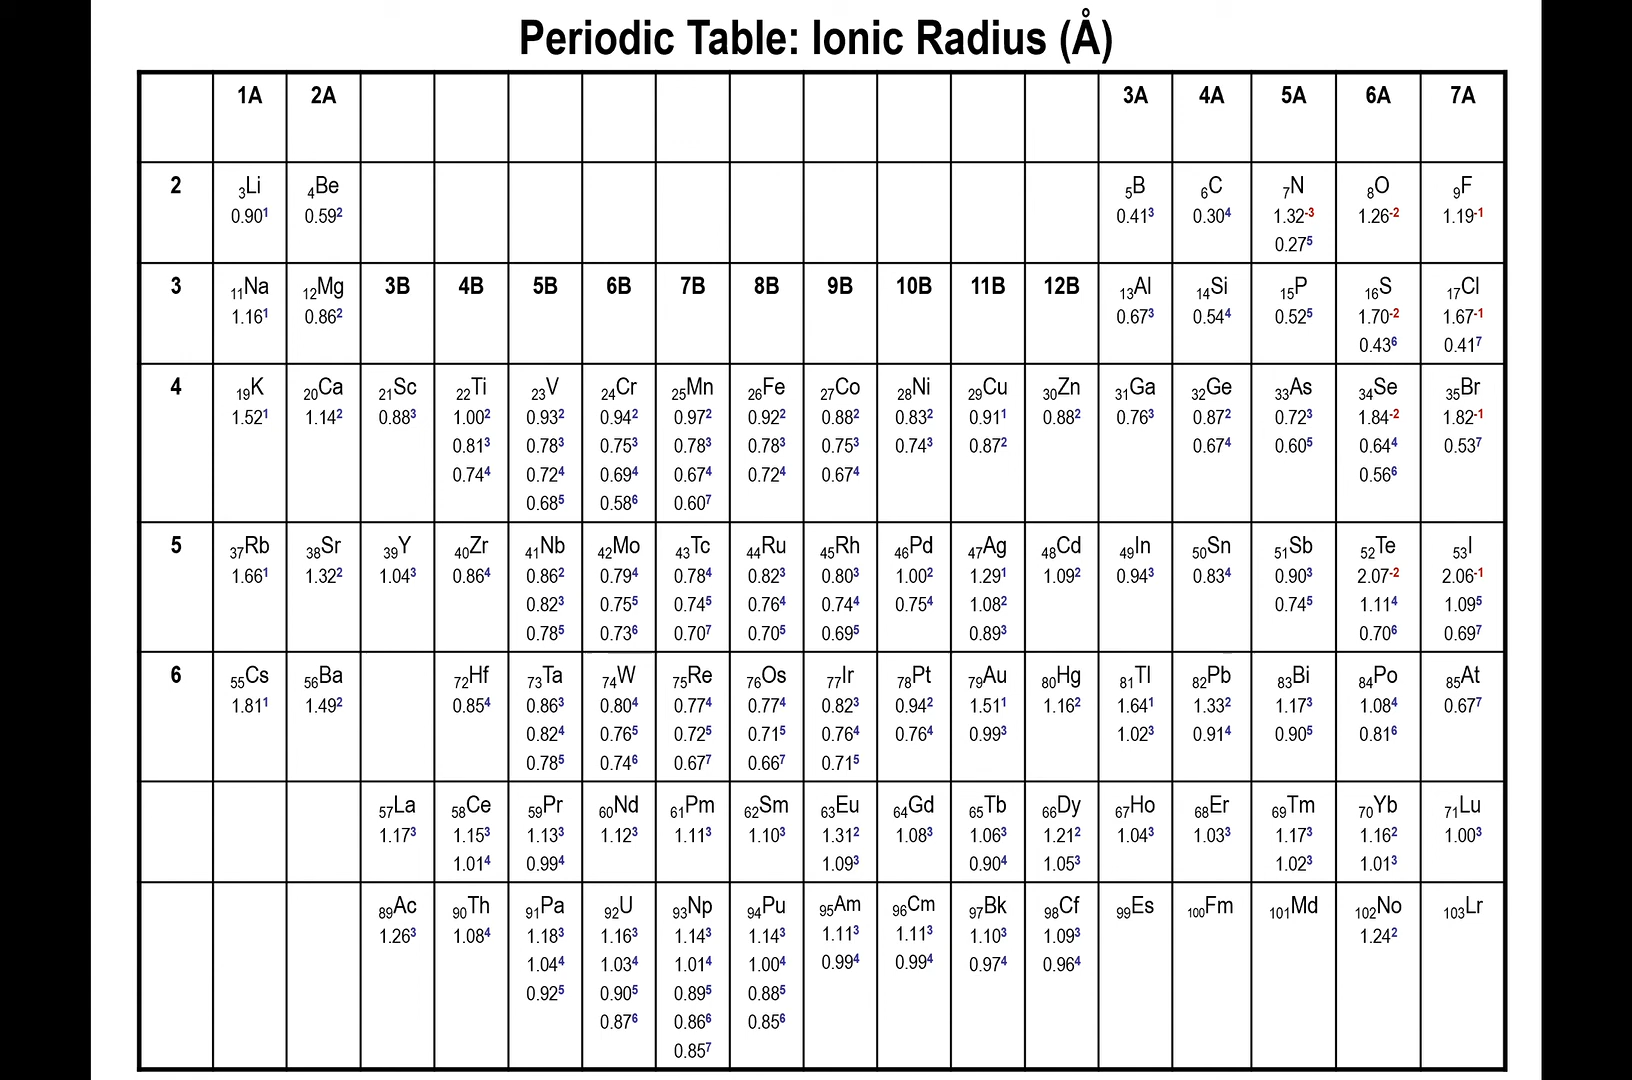 Periodic Table: Ionic Radius (Å)
1A 2A 3A 4A 5A 6A 7A
2 3Li 4Be 5B 6C 7N 8O 9F
0.90¹ 0.59² 0.41³ 0.30⁴ 1.32⁻³ 1.26⁻² 1.19⁻¹
0.27⁵
3 11Na 12Mg 3B 4B 5B 6B 7B 8B 9B 10B 11B 12B 13Al 14Si 15P 16S 17Cl
1.16¹ 0.86² 0.67³ 0.54⁴ 0.52⁵ 1.70⁻² 1.67⁻¹
0.43⁶ 0.41⁷
4 19K 20Ca 21Sc 22Ti 23V 24Cr 25Mn 26Fe 27Co 28Ni 29Cu 30Zn 31Ga 32Ge 33As 34Se 35Br
1.52¹ 1.14² 0.88³ 1.00² 0.93² 0.94² 0.97² 0.92² 0.88² 0.83² 0.91¹ 0.88² 0.76³ 0.87² 0.72³ 1.84⁻² 1.82⁻¹
0.81³ 0.78³ 0.75³ 0.78³ 0.78³ 0.75³ 0.74³ 0.87² 0.67⁴ 0.60⁵ 0.64⁴ 0.53⁷
0.74⁴ 0.72⁴ 0.69⁴ 0.67⁴ 0.72⁴ 0.67⁴ 0.56⁶
0.68⁵ 0.58⁶ 0.60⁷
5 37Rb 38Sr 39Y 40Zr 41Nb 42Mo 43Tc 44Ru 45Rh 46Pd 47Ag 48Cd 49In 50Sn 51Sb 52Te 53I
1.66¹ 1.32² 1.04³ 0.86⁴ 0.86² 0.79⁴ 0.78⁴ 0.82³ 0.80³ 1.00² 1.29¹ 1.09² 0.94³ 0.83⁴ 0.90³ 2.07⁻² 2.06⁻¹
0.82³ 0.75⁵ 0.74⁵ 0.76⁴ 0.74⁴ 0.75⁴ 1.08² 0.74⁵ 1.11⁴ 1.09⁵
0.78⁵ 0.73⁶ 0.70⁷ 0.70⁵ 0.69⁵ 0.89³ 0.70⁶ 0.69⁷
6 55Cs 56Ba 72Hf 73Ta 74W 75Re 76Os 77Ir 78Pt 79Au 80Hg 81Tl 82Pb 83Bi 84Po 85At
1.81¹ 1.49² 0.85⁴ 0.86³ 0.80⁴ 0.77⁴ 0.77⁴ 0.82³ 0.94² 1.51¹ 1.16² 1.64¹ 1.33² 1.17³ 1.08⁴ 0.67⁷
0.82⁴ 0.76⁵ 0.72⁵ 0.71⁵ 0.76⁴ 0.76⁴ 0.99³ 1.02³ 0.91⁴ 0.90⁵ 0.81⁶
0.78⁵ 0.74⁶ 0.67⁷ 0.66⁷ 0.71⁵
57La 58Ce 59Pr 60Nd 61Pm 62Sm 63Eu 64Gd 65Tb 66Dy 67Ho 68Er 69Tm 70Yb 71Lu
1.17³ 1.15³ 1.13³ 1.12³ 1.11³ 1.10³ 1.31² 1.08³ 1.06³ 1.21² 1.04³ 1.03³ 1.17³ 1.16² 1.00³
1.01⁴ 0.99⁴ 1.09³ 0.90⁴ 1.05³ 1.02³ 1.01³
89Ac 90Th 91Pa 92U 93Np 94Pu 95Am 96Cm 97Bk 98Cf 99Es 100Fm 101Md 102No 103Lr
1.26³ 1.08⁴ 1.18³ 1.16³ 1.14³ 1.14³ 1.11³ 1.11³ 1.10³ 1.09³ 1.24²
1.04⁴ 1.03⁴ 1.01⁴ 1.00⁴ 0.99⁴ 0.99⁴ 0.97⁴ 0.96⁴
0.92⁵ 0.90⁵ 0.89⁵ 0.88⁵
0.87⁶ 0.86⁶ 0.85⁶
0.85⁷